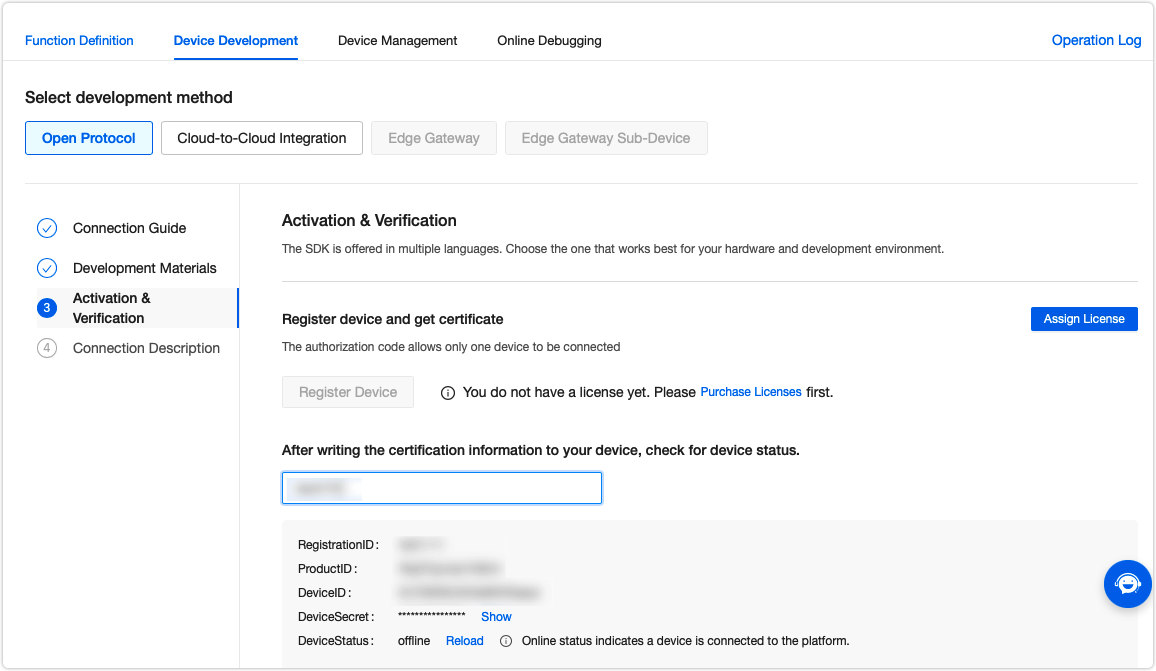 Function Definition Device Development Device Management Online Debugging Operation Log
Select development method
Open Protocol Cloud-to-Cloud Integration Edge Gateway Edge Gateway Sub-Device
Connection Guide
Development Materials
3 Activation &
Verification
4 Connection Description
Activation & Verification
The SDK is offered in multiple languages. Choose the one that works best for your hardware and development environment.
Register device and get certificate
Assign License
The authorization code allows only one device to be connected
Register Device You do not have a license yet. Please Purchase Licenses first.
After writing the certification information to your device, check for device status.
RegistrationID:
ProductID:
DeviceID:
DeviceSecret: *************** Show
DeviceStatus: offline Reload Online status indicates a device is connected to the platform.